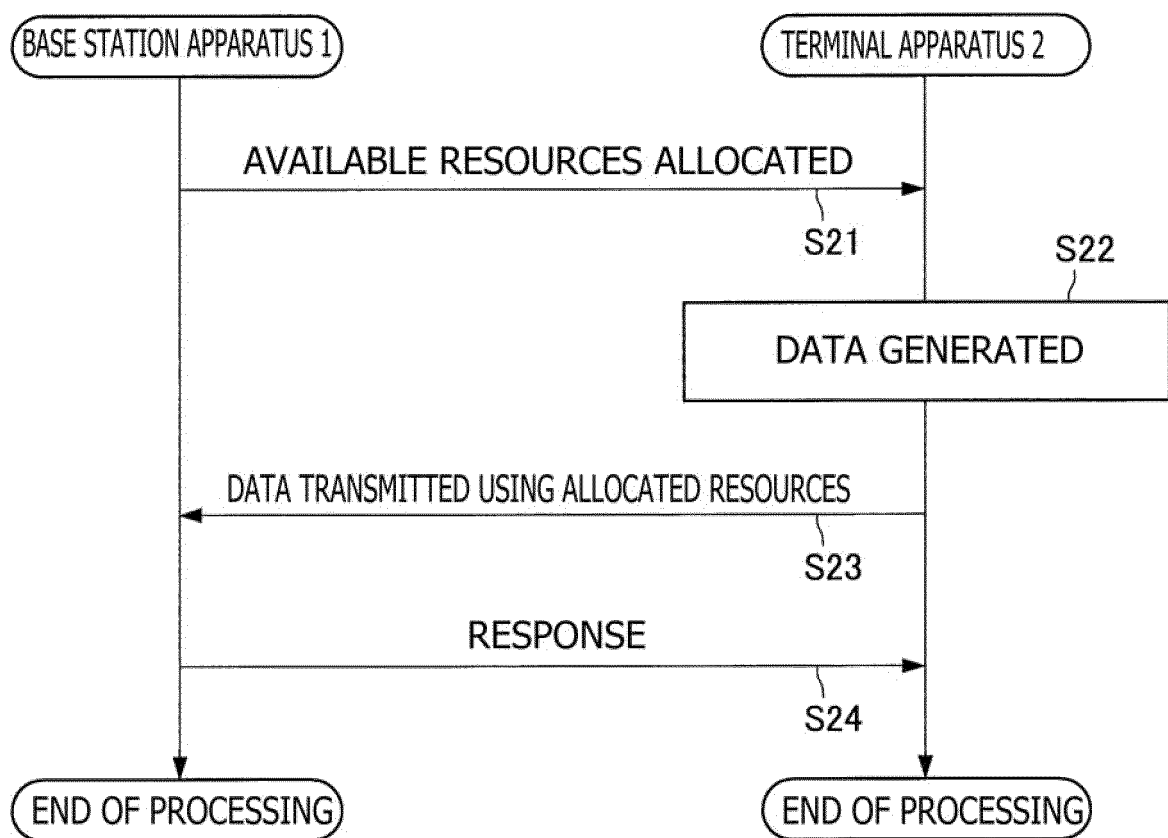 BASE STATION APPARATUS 1
TERMINAL APPARATUS 2
AVAILABLE RESOURCES ALLOCATED
S21
S22
DATA GENERATED
DATA TRANSMITTED USING ALLOCATED RESOURCES
S23
RESPONSE
S24
END OF PROCESSING
END OF PROCESSING